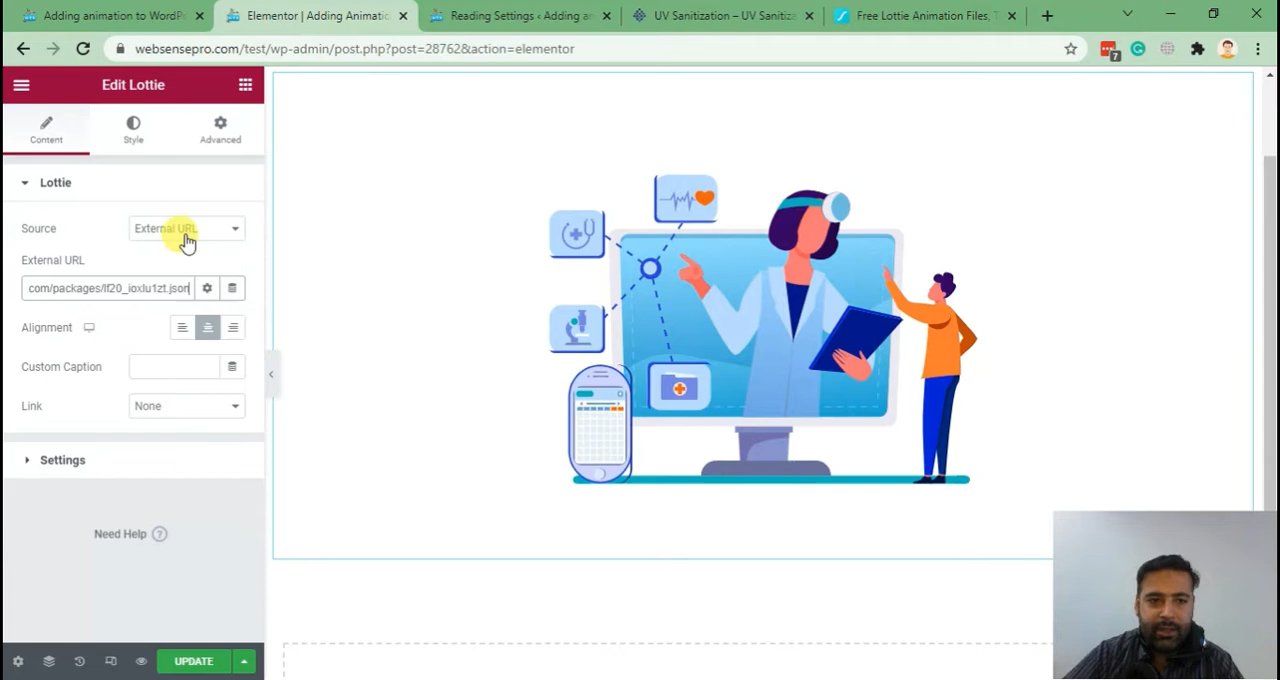 Adding animation to WordPr
Elementor | Adding Animatio
Reading Settings ‹ Adding an
UV Sanitization – UV Sanitiza
Free Lottie Animation Files, T
websensepro.com/test/wp-admin/post.php?post=28762&action=elementor
7
Edit Lottie
Content
Style
Advanced
Lottie
Source
External URL
External URL
com/packages/lf20_ioxlu1zt.json
Alignment
Custom Caption
Link
None
Settings
Need Help ?
UPDATE